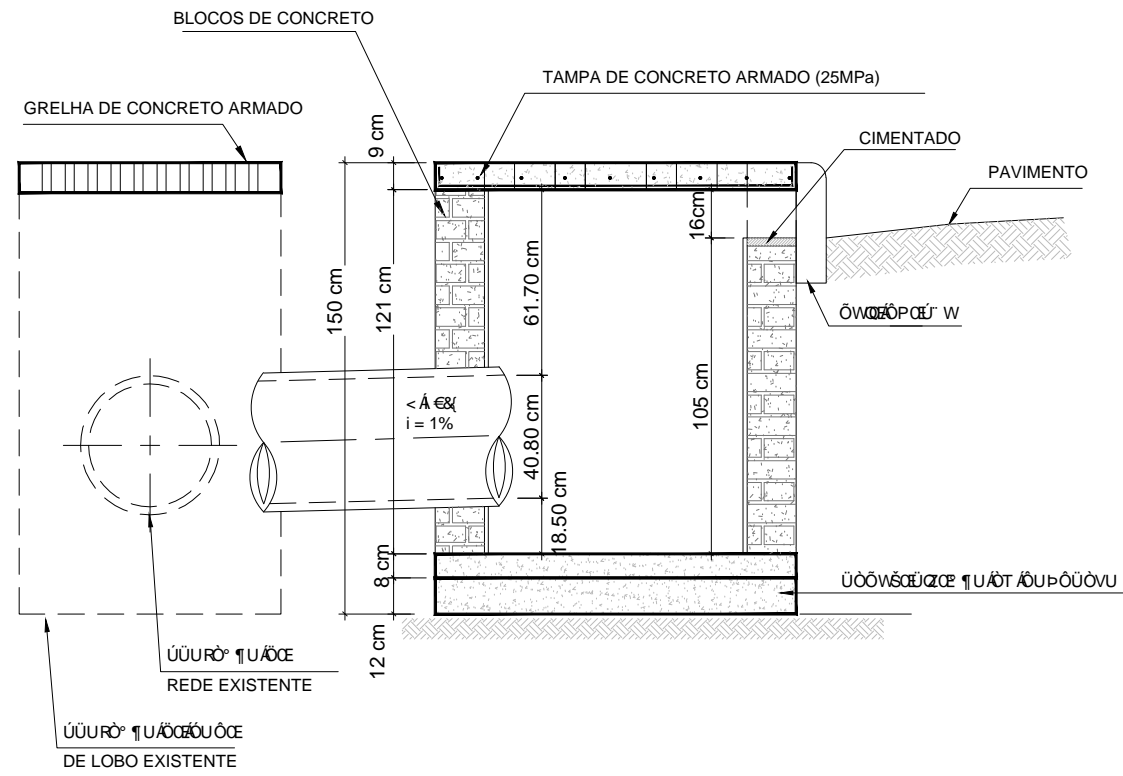 BLOCOS DE CONCRETO
TAMPA DE CONCRETO ARMADO (25MPa)
GRELHA DE CONCRETO ARMADO
CIMENTADO
PAVIMENTO
9 cm
16cm
150 cm
121 cm
61.70 cm
105 cm
i = 1%
40.80 cm
18.50 cm
8 cm
12 cm
REDE EXISTENTE
DE LOBO EXISTENTE